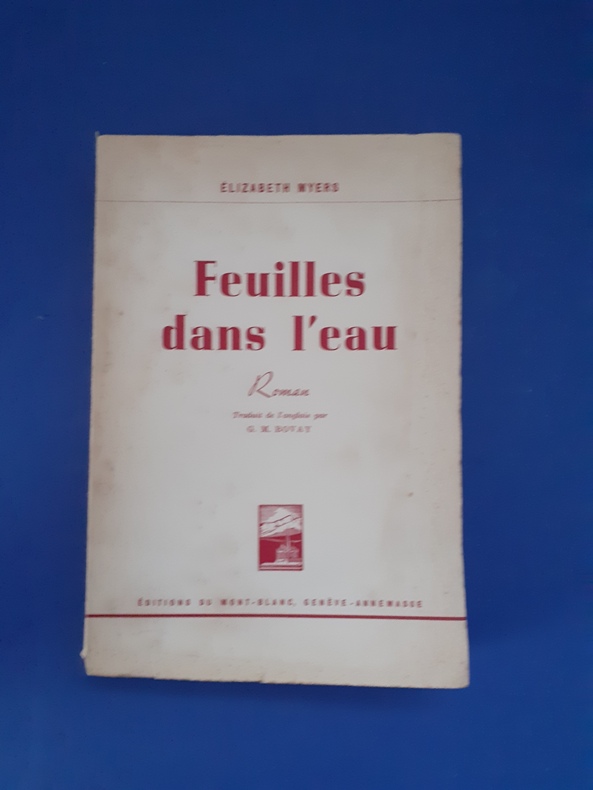 ÉLIZABETH MYERS
Feuilles
dans l'eau
Roman
Traduit de l'anglais par
G. M. BOVAY
ÉDITIONS DU MONT-BLANC, GENÈVE-ANNEMASSE